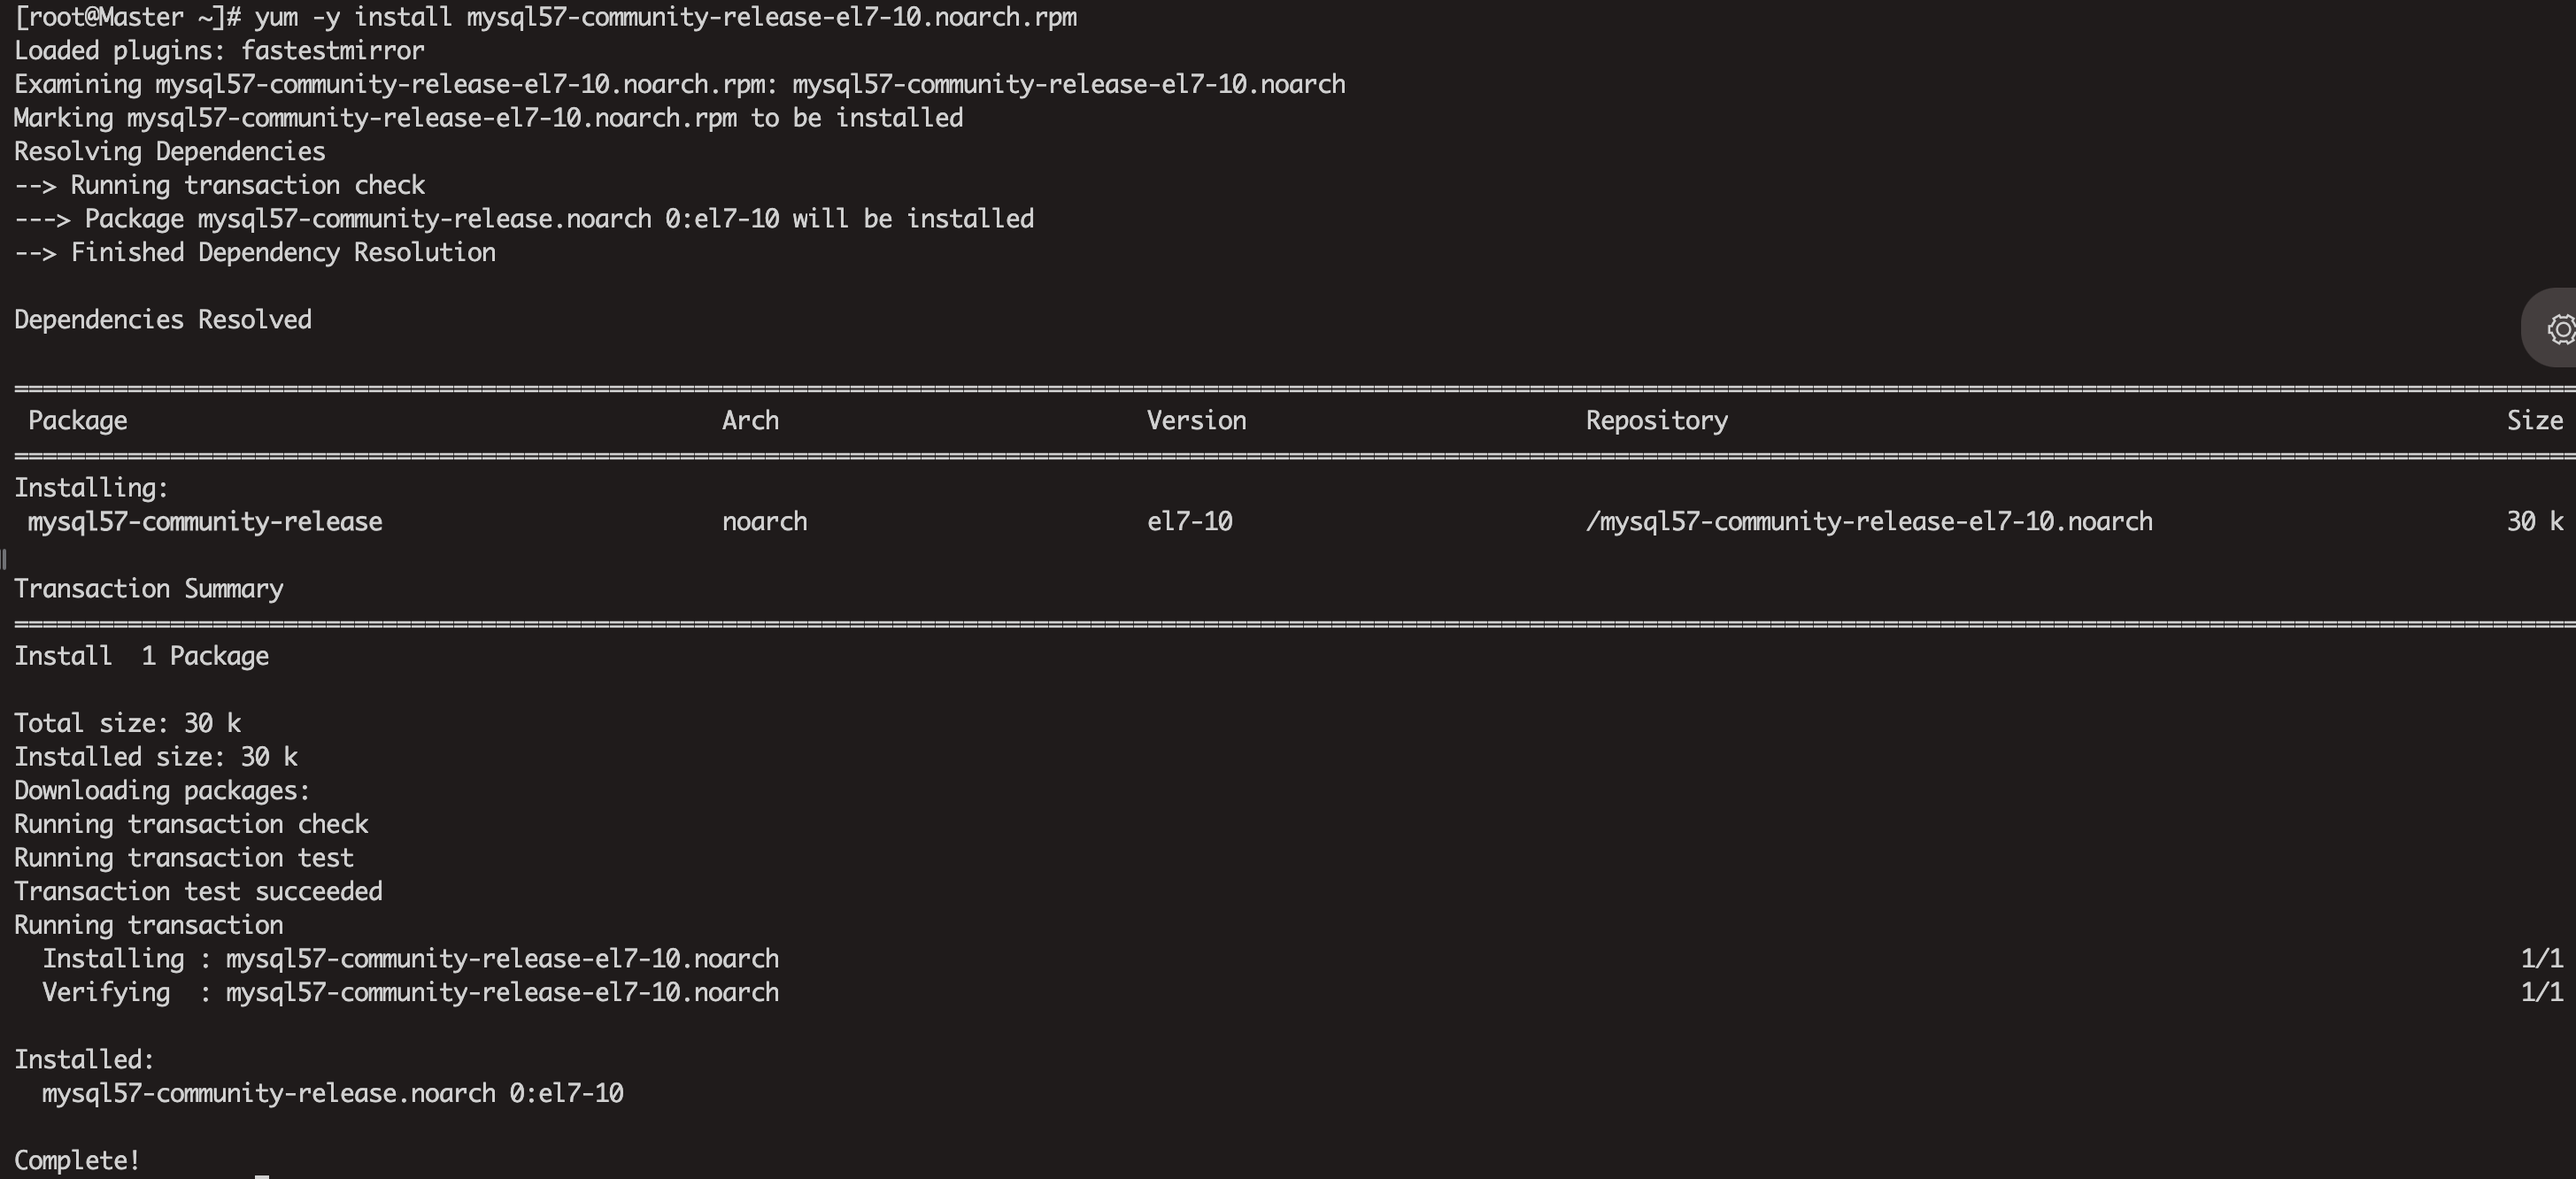 [root@Master ~]# yum -y install mysql57-community-release-el7-10.noarch.rpm
Loaded plugins: fastestmirror
Examining mysql57-community-release-el7-10.noarch.rpm: mysql57-community-release-el7-10.noarch
Marking mysql57-community-release-el7-10.noarch.rpm to be installed
Resolving Dependencies
--> Running transaction check
---> Package mysql57-community-release.noarch 0:el7-10 will be installed
--> Finished Dependency Resolution
Dependencies Resolved
Package Arch Version Repository Size
Installing:
mysql57-community-release noarch el7-10 /mysql57-community-release-el7-10.noarch 30 k
Transaction Summary
Install  1 Package
Total size: 30 k
Installed size: 30 k
Downloading packages:
Running transaction check
Running transaction test
Transaction test succeeded
Running transaction
Installing : mysql57-community-release-el7-10.noarch 1/1
Verifying  : mysql57-community-release-el7-10.noarch 1/1
Installed:
mysql57-community-release.noarch 0:el7-10
Complete!